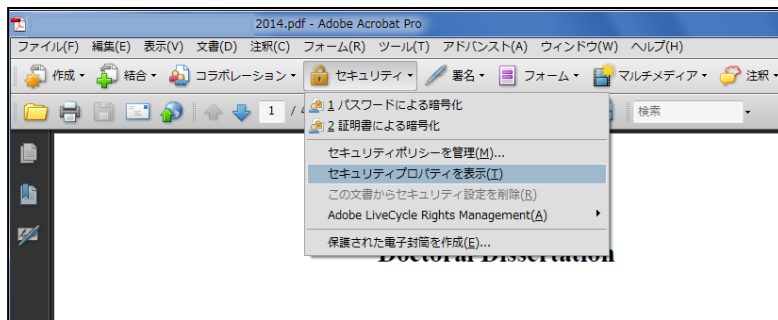 2014.pdf - Adobe Acrobat Pro
ファイル(F) 編集(E) 表示(V) 文書(D) 注釈(C) フォーム(R) ツール(T) アドバンスト(A) ウィンドウ(W) ヘルプ(H)
作成 結合 コラボレーション セキュリティ 署名 フォーム マルチメディア 注釈
1 / 検索
1 パスワードによる暗号化
2 証明書による暗号化
セキュリティポリシーを管理(M)...
セキュリティプロパティを表示(T)
この文書からセキュリティ設定を削除(R)
Adobe LiveCycle Rights Management(A)
保護された電子封筒を作成(E)...
Doctoral Dissertation